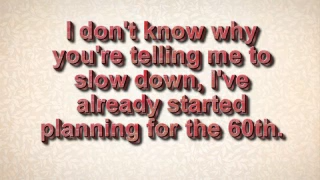 I don't know why
you're telling me to
slow down, I've
already started
planning for the 60th.